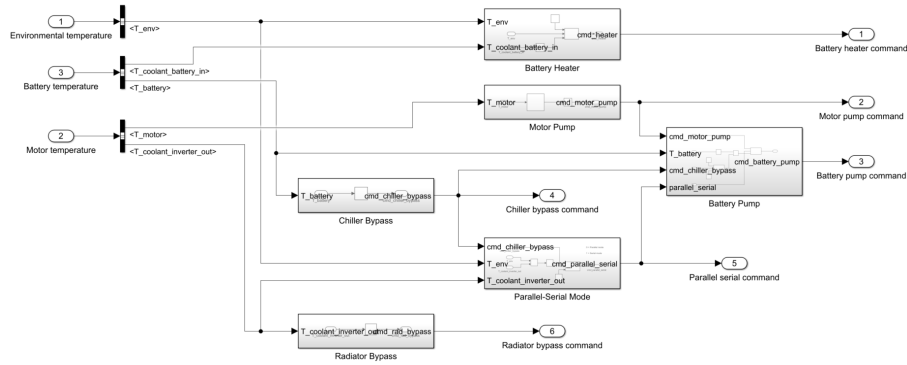 1
Environmental temperature
<T_env>
3
Battery temperature
<T_coolant_battery_in>
<T_battery>
2
Motor temperature
<T_motor>
<T_coolant_inverter_out>
T_env
T_coolant_battery_in
cmd_heater
Battery Heater
1
Battery heater command
T_motor
cmd_motor_pump
Motor Pump
2
Motor pump command
cmd_motor_pump
T_battery
cmd_chiller_bypass
parallel_serial
cmd_battery_pump
Battery Pump
3
Battery pump command
T_battery
cmd_chiller_bypass
Chiller Bypass
4
Chiller bypass command
cmd_chiller_bypass
T_env
T_coolant_inverter_out
cmd_parallel_serial
Parallel-Serial Mode
5
Parallel serial command
T_coolant_inverter_out
cmd_rad_bypass
Radiator Bypass
6
Radiator bypass command